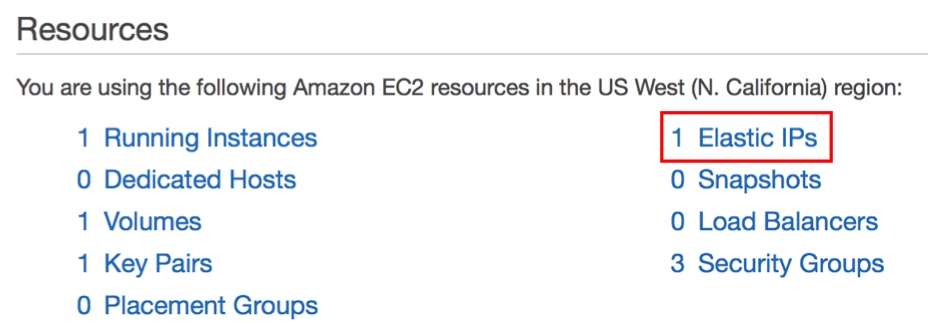 Resources
You are using the following Amazon EC2 resources in the US West (N. California) region:
1 Running Instances
0 Dedicated Hosts
1 Volumes
1 Key Pairs
0 Placement Groups
1 Elastic IPs
0 Snapshots
0 Load Balancers
3 Security Groups